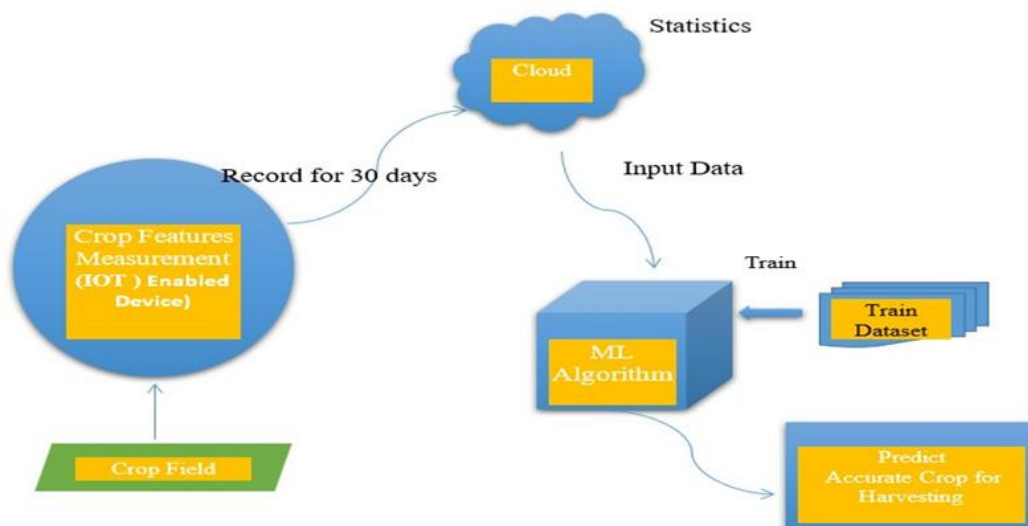 Statistics
Cloud
Record for 30 days
Input Data
Crop Features
Measurement
(IOT ) Enabled
Device)
Train
Train
Dataset
ML
Algorithm
Crop Field
Predict
Accurate Crop for
Harvesting